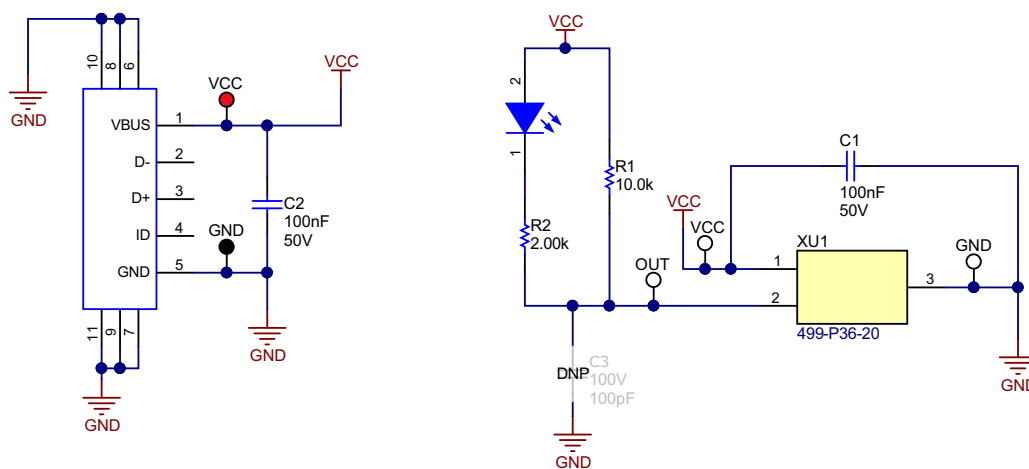 10
8
6
GND
VCC
VCC
VBUS
1
D-
2
D+
3
ID
4
GND
5
C2
100nF
50V
GND
GND
11
9
7
GND
VCC
2
1
R1
10.0k
R2
2.00k
OUT
DNP
C3
100V
100pF
GND
VCC
VCC
C1
100nF
50V
XU1
1
2
3
499-P36-20
GND
GND